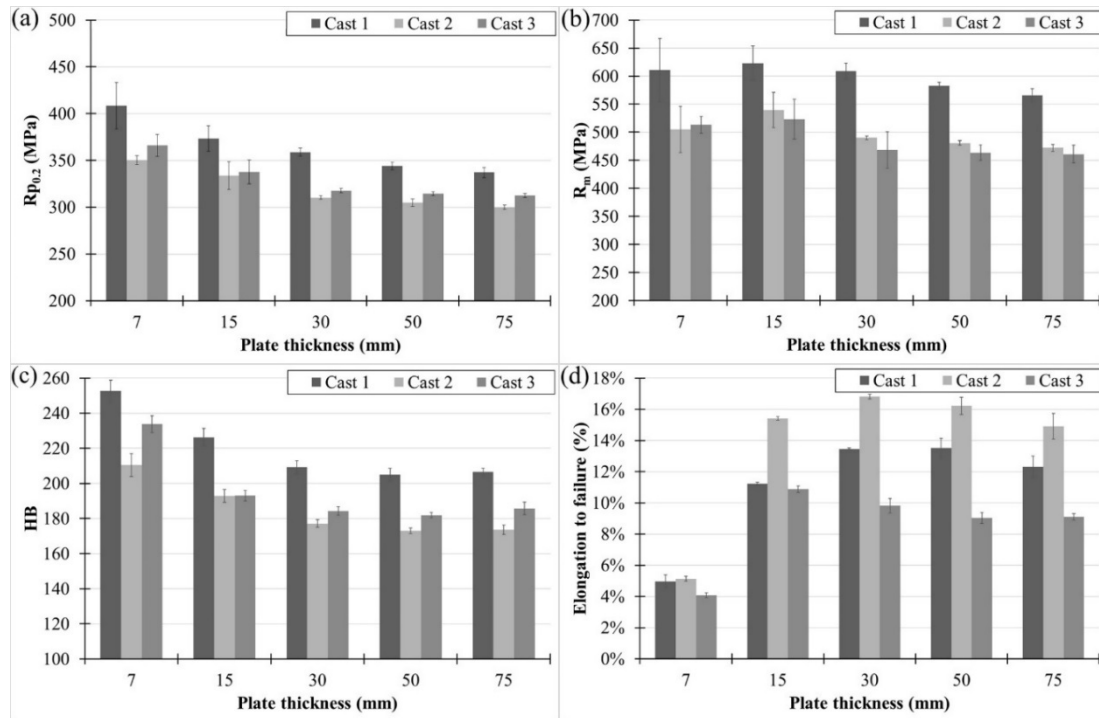 (a)
Cast 1 Cast 2 Cast 3
500
450
400
350
300
250
200
Rp0.2 (MPa)
7 15 30 50 75
Plate thickness (mm)
(b)
Cast 1 Cast 2 Cast 3
700
650
600
550
500
450
400
350
300
250
200
Rm (MPa)
7 15 30 50 75
Plate thickness (mm)
(c)
Cast 1 Cast 2 Cast 3
260
240
220
200
180
160
140
120
100
HB
7 15 30 50 75
Plate thickness (mm)
(d)
Cast 1 Cast 2 Cast 3
18%
16%
14%
12%
10%
8%
6%
4%
2%
0%
Elongation to failure (%)
7 15 30 50 75
Plate thickness (mm)